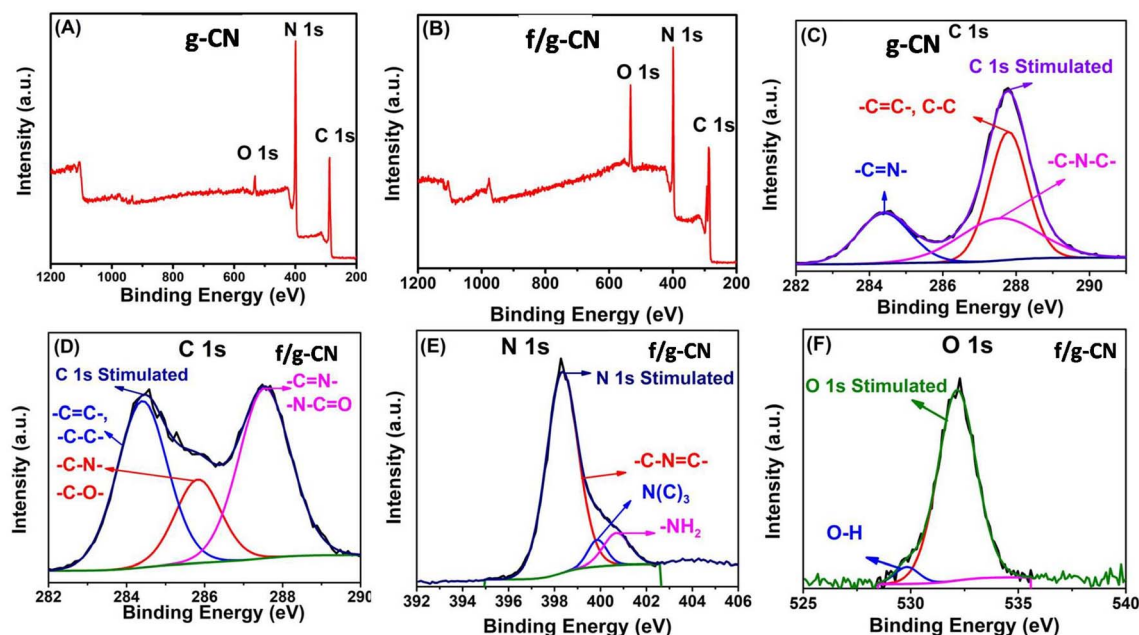 (A)
g-CN
N 1s
O 1s
C 1s
Intensity (a.u.)
1200 1000 800 600 400 200
Binding Energy (eV)
(B)
f/g-CN
N 1s
O 1s
C 1s
Intensity (a.u.)
1200 1000 800 600 400 200
Binding Energy (eV)
(C)
g-CN C 1s
C 1s Stimulated
-C=C-, C-C
-C-N-C-
-C=N-
Intensity (a.u.)
282 284 286 288 290
Binding Energy (eV)
(D)
C 1s
f/g-CN
C 1s Stimulated
-C=C-,
-C-C-
-C-N-
-C-O-
-C=N-
-N-C=O
Intensity (a.u.)
282 284 286 288 290
Binding Energy (eV)
(E)
N 1s
f/g-CN
N 1s Stimulated
-C-N=C-
N(C)3
-NH2
Intensity (a.u.)
392 394 396 398 400 402 404 406
Binding Energy (eV)
(F)
O 1s
f/g-CN
O 1s Stimulated
O-H
Intensity (a.u.)
525 530 535 540
Binding Energy (eV)